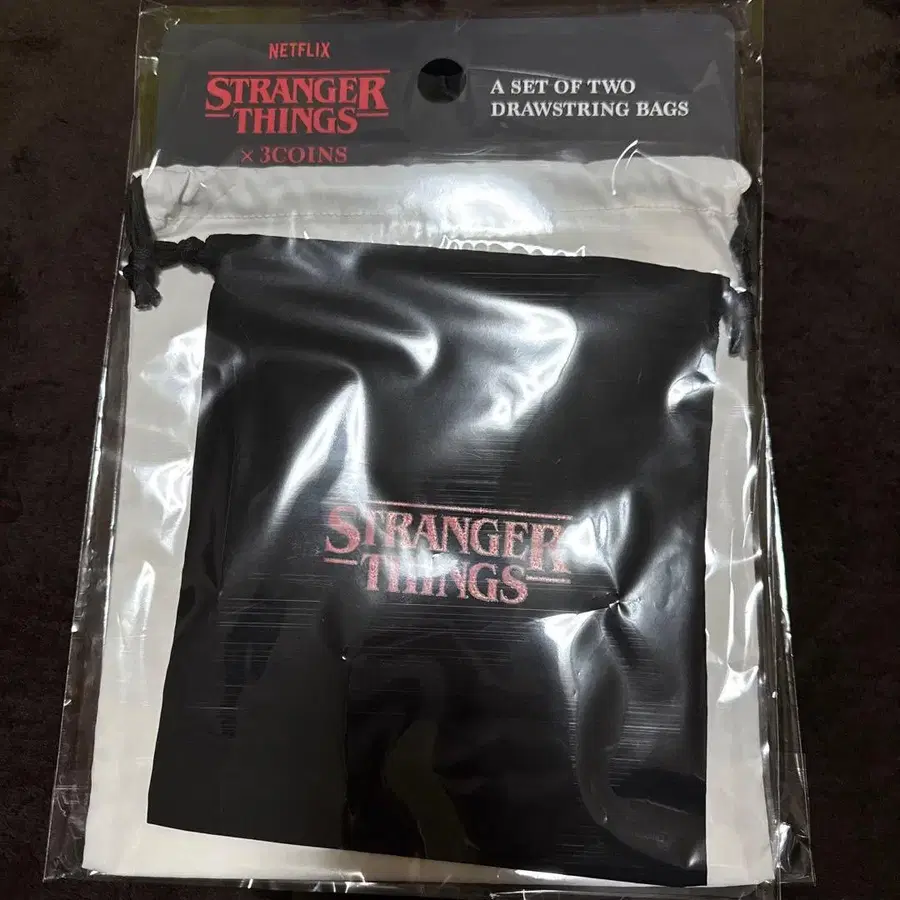 NETFLIX
STRANGER
THINGS
× 3COINS
A SET OF TWO
DRAWSTRING BAGS
STRANGER
THINGS